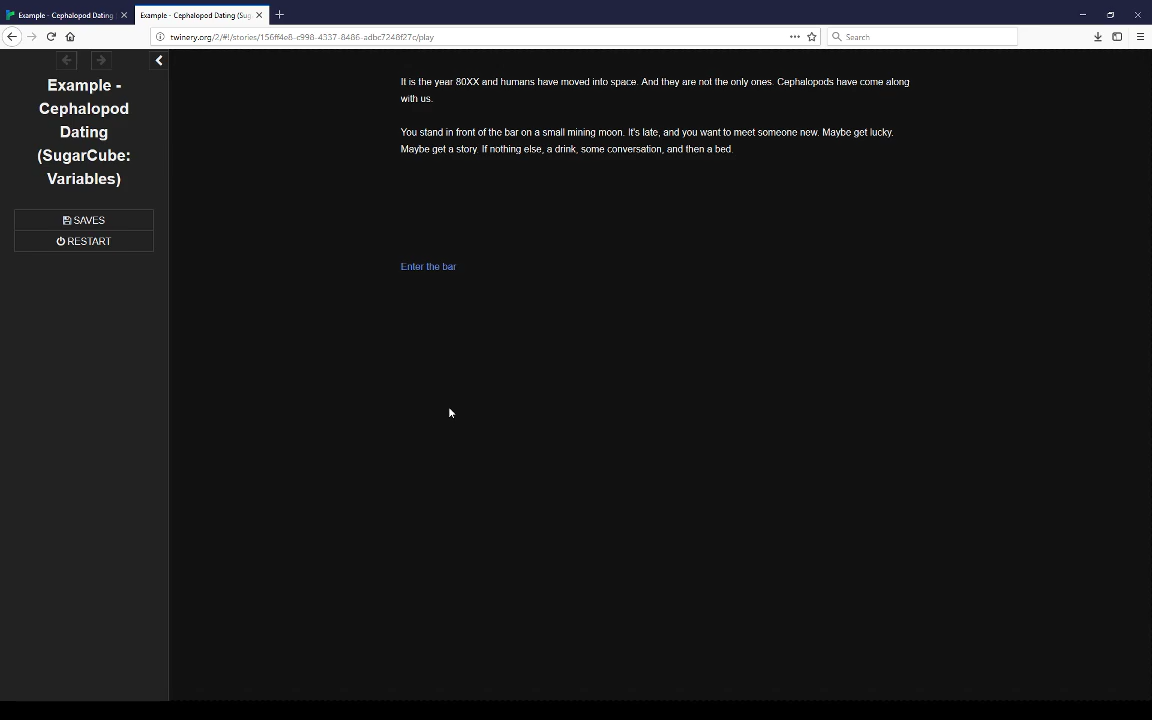 Example - Cephalopod Dating
Example - Cephalopod Dating (Sug
twinery.org/2/#!/stories/156ff4e8-c998-4337-8486-adbc7248f27c/play
Search
Example -
Cephalopod
Dating
(SugarCube:
Variables)
SAVES
RESTART
It is the year 80XX and humans have moved into space. And they are not the only ones. Cephalopods have come along
with us.
You stand in front of the bar on a small mining moon. It's late, and you want to meet someone new. Maybe get lucky.
Maybe get a story. If nothing else, a drink, some conversation, and then a bed.
Enter the bar